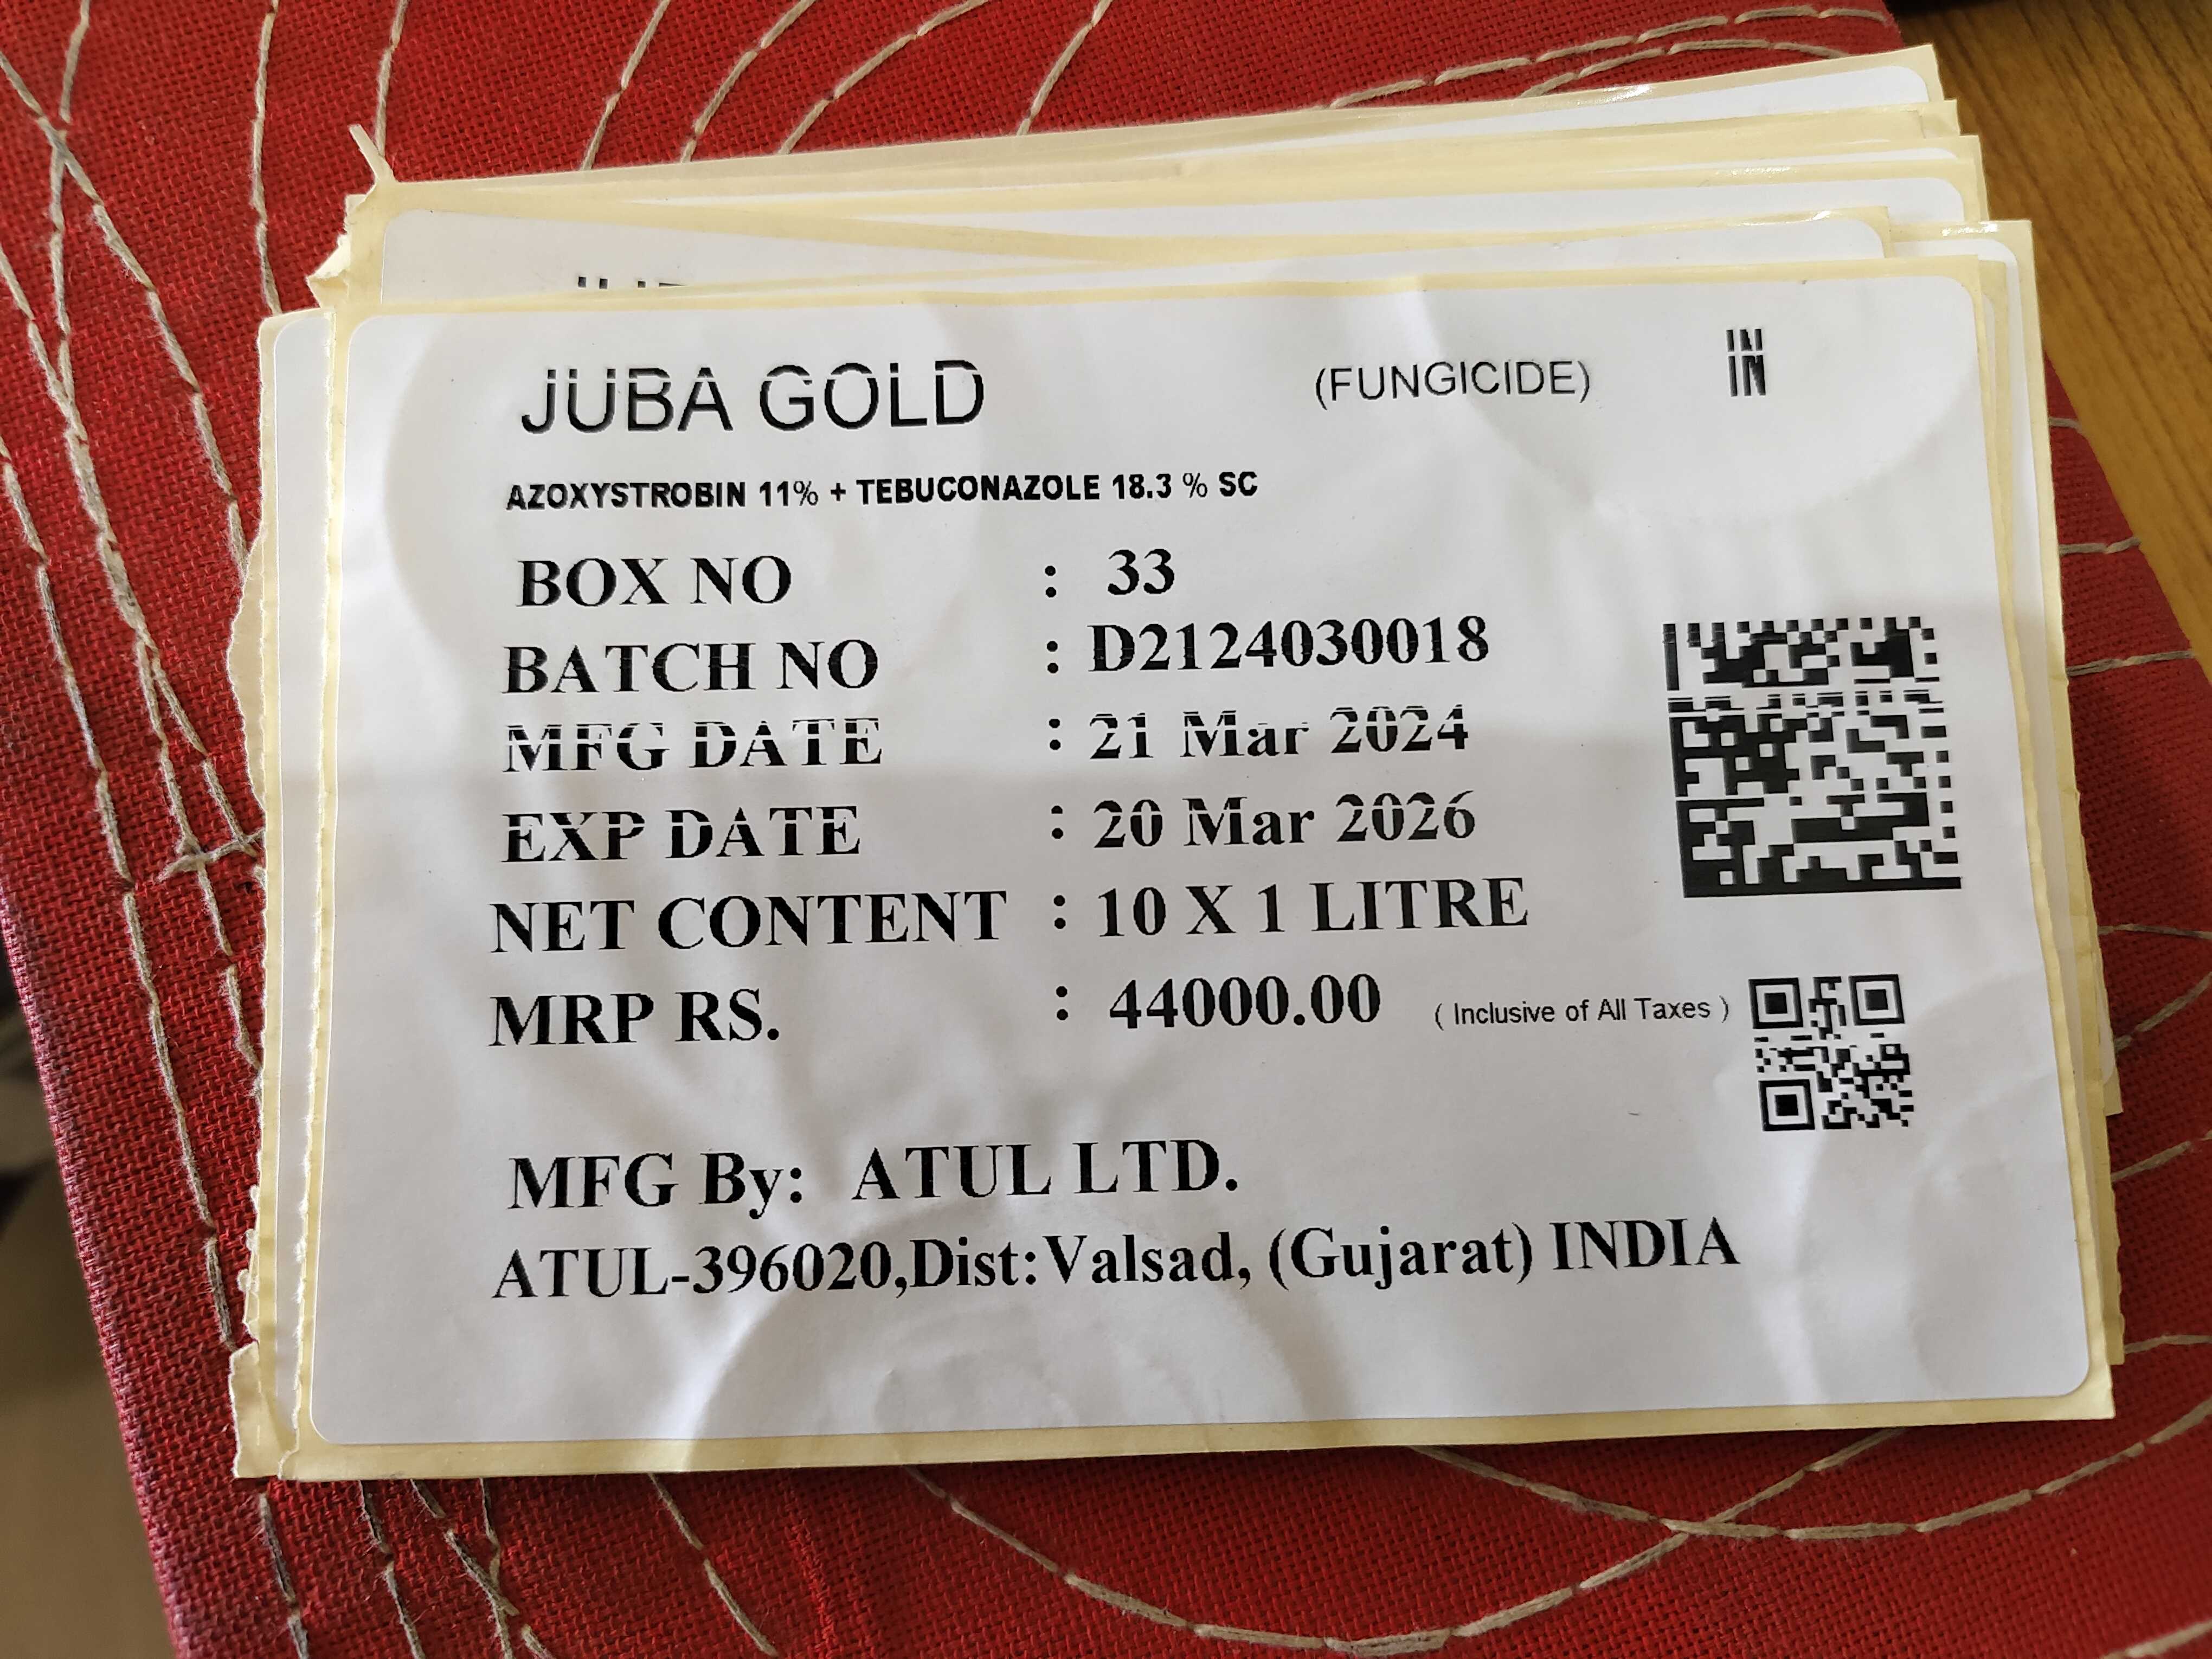 JUBA GOLD (FUNGICIDE) IN
AZOXYSTROBIN 11% + TEBUCONAZOLE 18.3 % SC
BOX NO : 33
BATCH NO : D2124030018
MFG DATE : 21 Mar 2024
EXP DATE : 20 Mar 2026
NET CONTENT : 10 X 1 LITRE
MRP RS. : 44000.00 ( Inclusive of All Taxes )
MFG By: ATUL LTD.
ATUL-396020,Dist:Valsad, (Gujarat) INDIA